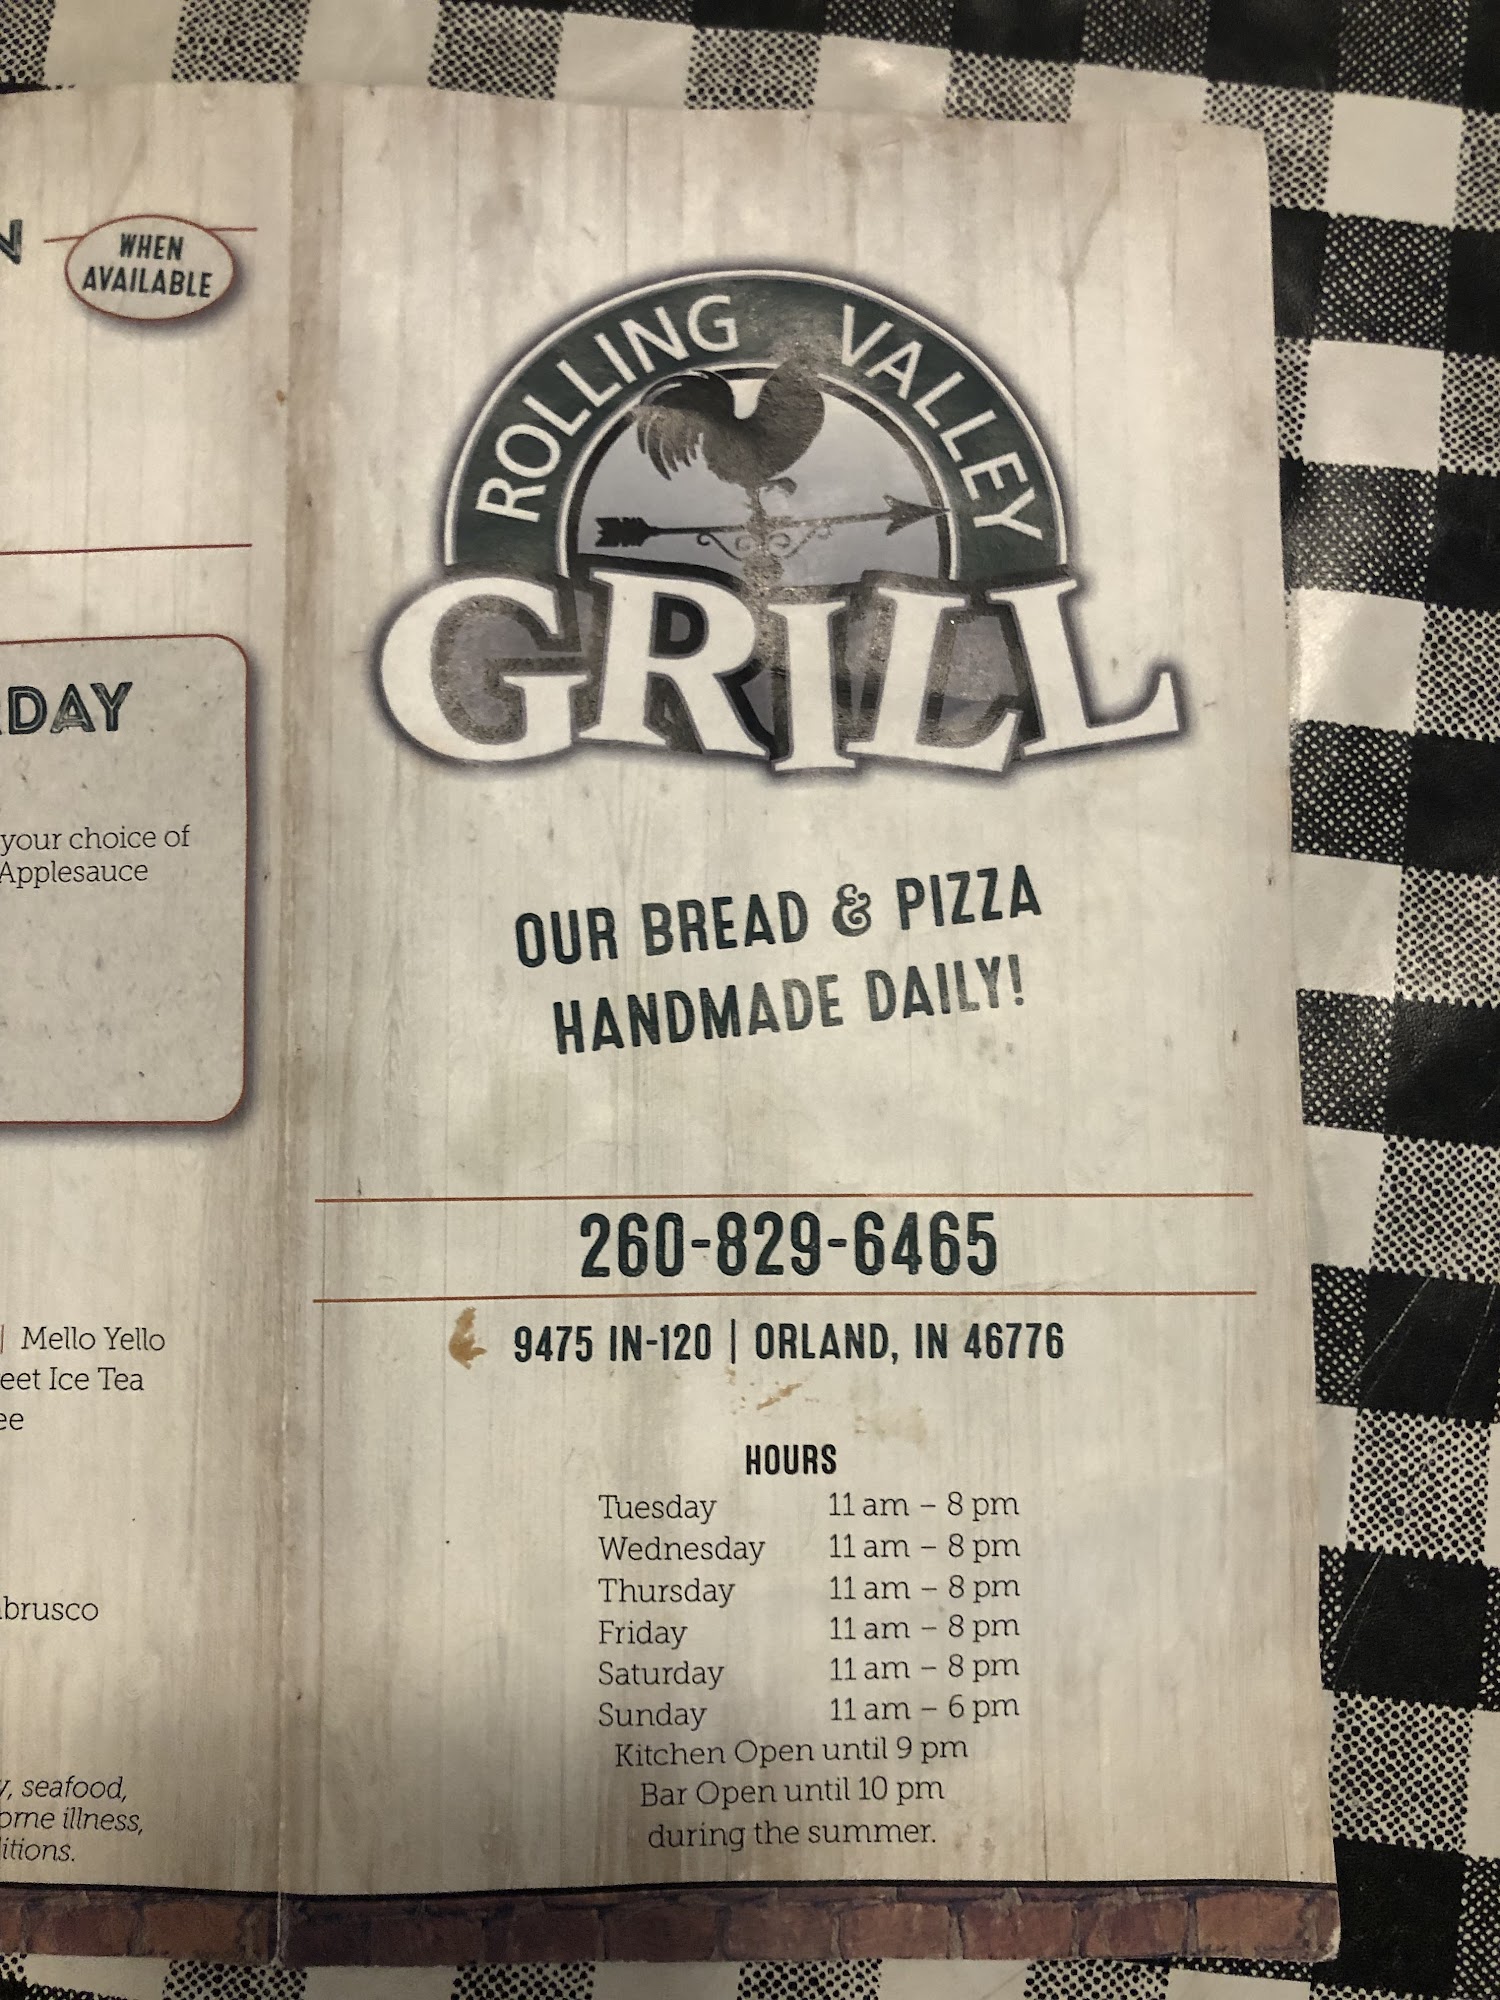 WHEN
AVAILABLE
DAY
your choice of
Applesauce
| Mello Yello
eet Ice Tea
ee
brusco
y, seafood,
orne illness,
itions.
ROLLING VALLEY
GRILL
OUR BREAD & PIZZA
HANDMADE DAILY!
260-829-6465
9475 IN-120 | ORLAND, IN 46776
HOURS
Tuesday 11 am – 8 pm
Wednesday 11 am – 8 pm
Thursday 11 am – 8 pm
Friday 11 am – 8 pm
Saturday 11 am – 8 pm
Sunday 11 am – 6 pm
Kitchen Open until 9 pm
Bar Open until 10 pm
during the summer.